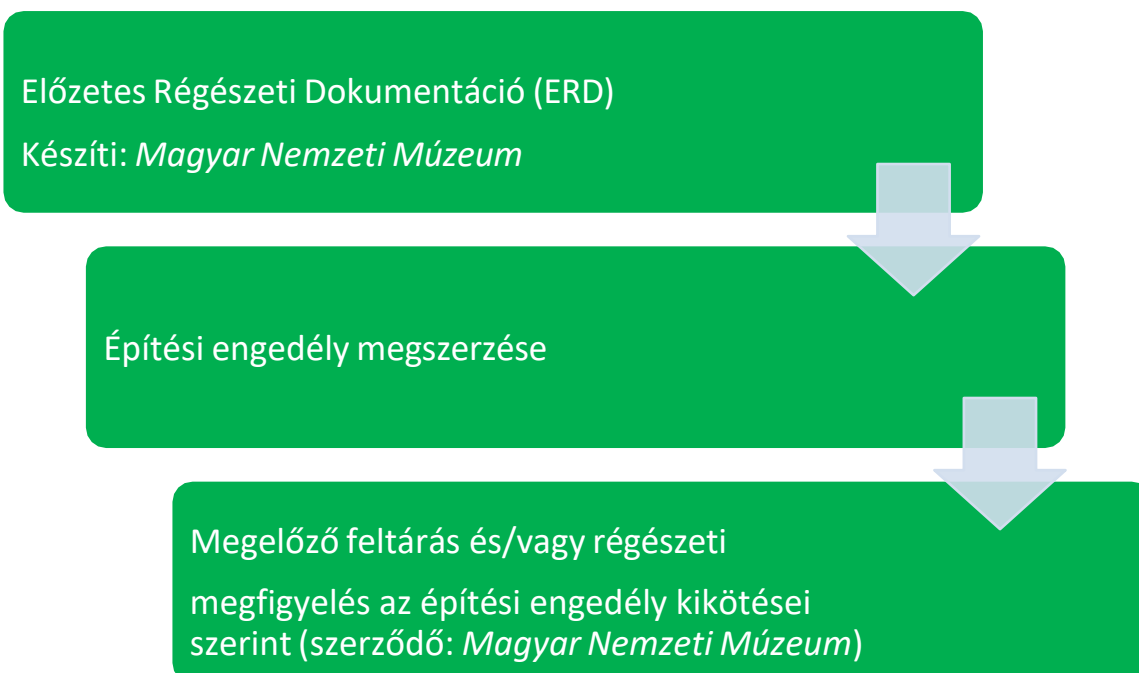 Előzetes Régészeti Dokumentáció (ERD)
Készíti: Magyar Nemzeti Múzeum
Építési engedély megszerzése
Megelőző feltárás és/vagy régészeti
megfigyelés az építési engedély kikötései
szerint (szerződő: Magyar Nemzeti Múzeum)